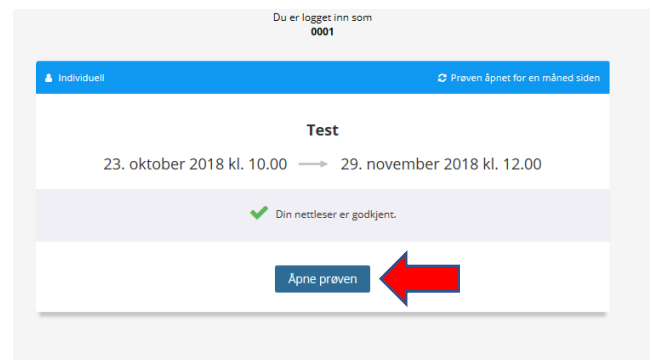 Du er logget inn som
0001
Individuell
Prøven åpnet for en måned siden
Test
23. oktober 2018 kl. 10.00
29. november 2018 kl. 12.00
Din nettleser er godkjent.
Åpne prøven